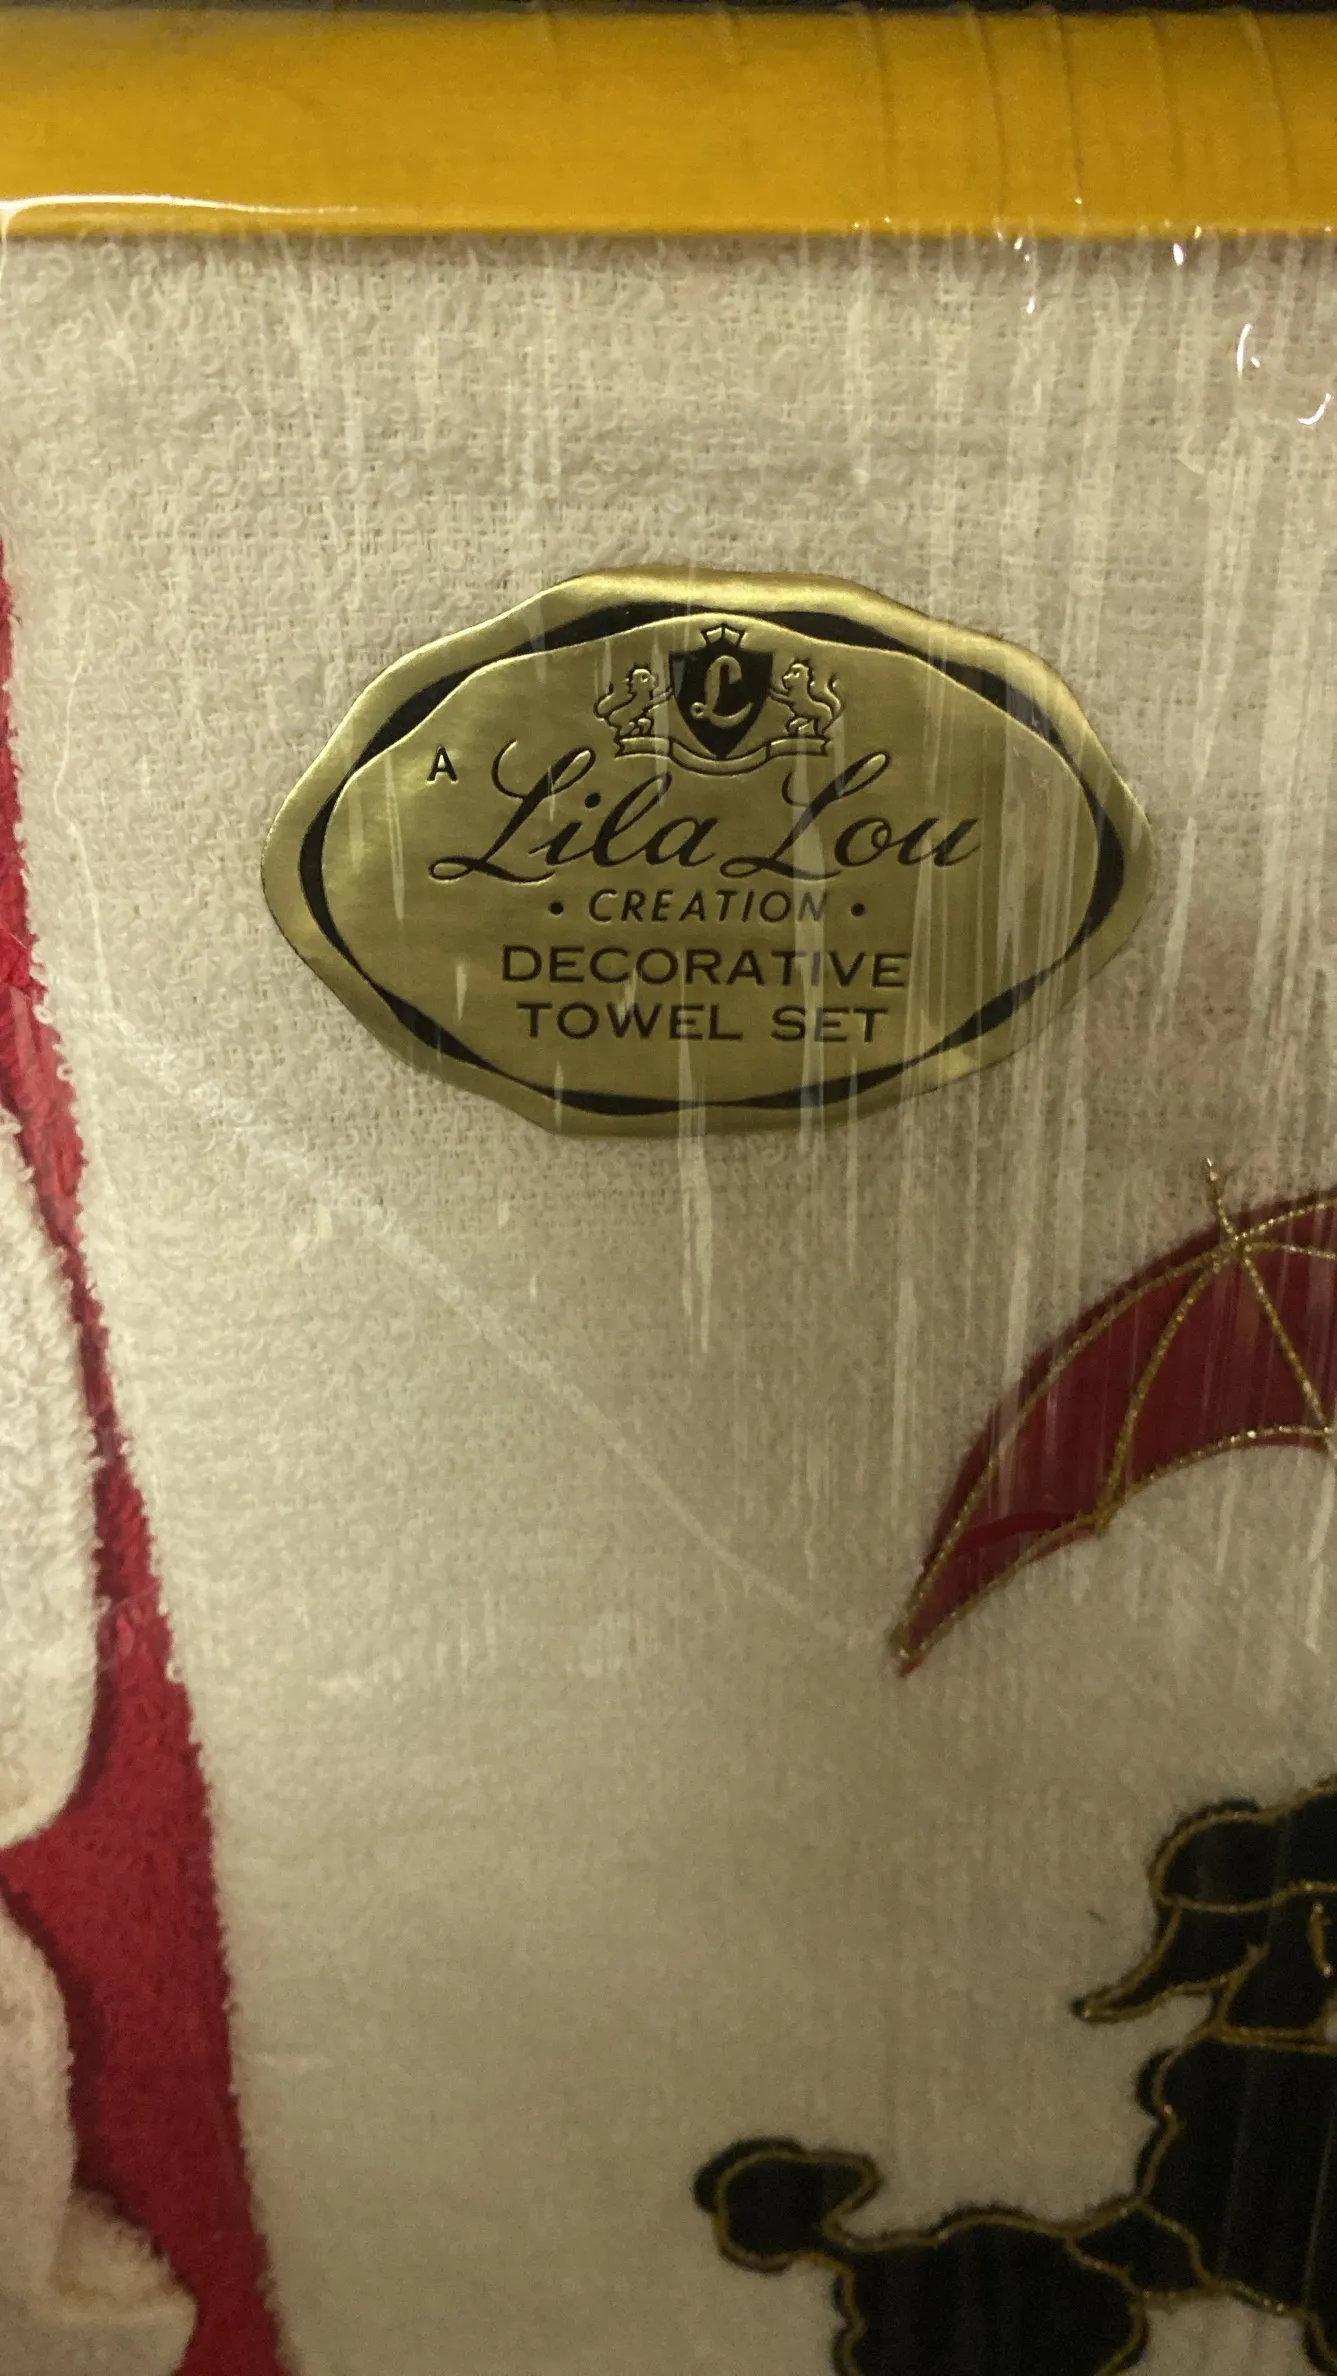 L
A Lila Lou
• CREATION •
DECORATIVE
TOWEL SET